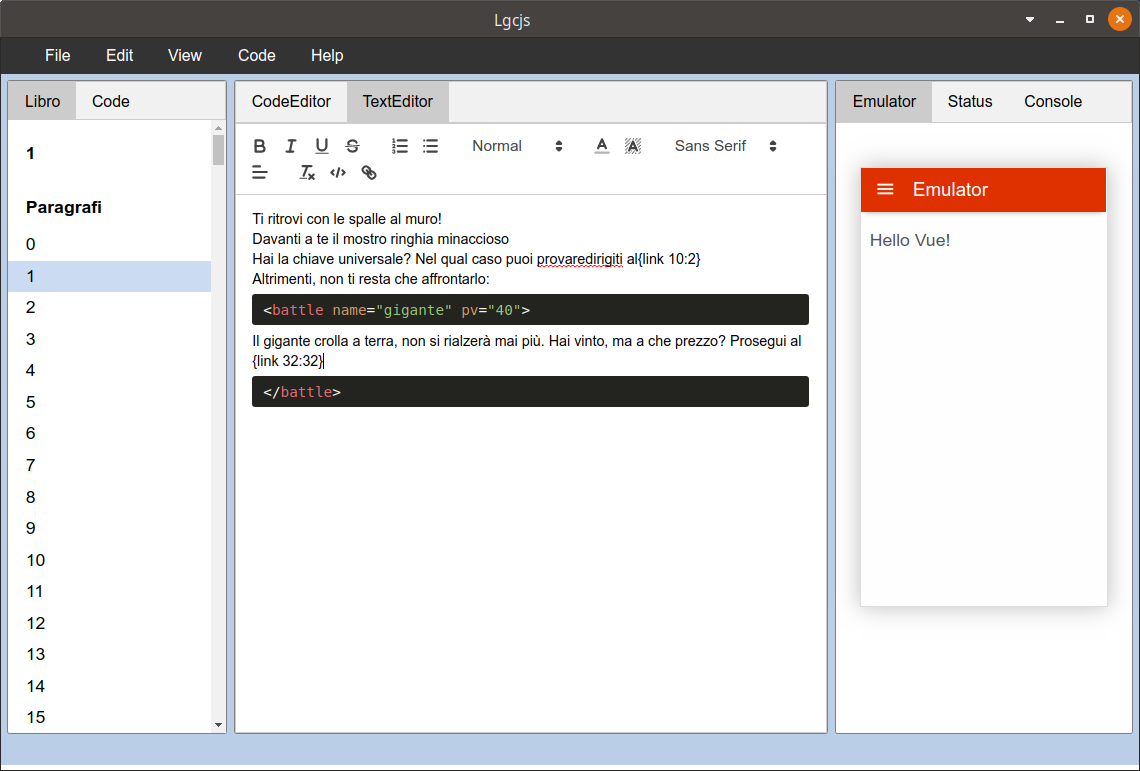 Lgcjs
File Edit View Code Help
Libro Code
1
Paragrafi
0
1
2
3
4
5
6
7
8
9
10
11
12
13
14
15
CodeEditor TextEditor
B I U S Normal A A Sans Serif
Ti ritrovi con le spalle al muro!
Davanti a te il mostro ringhia minaccioso
Hai la chiave universale? Nel qual caso puoi provaredirigiti al{link 10:2}
Altrimenti, non ti resta che affrontarlo:
<battle name="gigante" pv="40">
Il gigante crolla a terra, non si rialzerà mai più. Hai vinto, ma a che prezzo? Prosegui al
{link 32:32}
</battle>
Emulator Status Console
Emulator
Hello Vue!